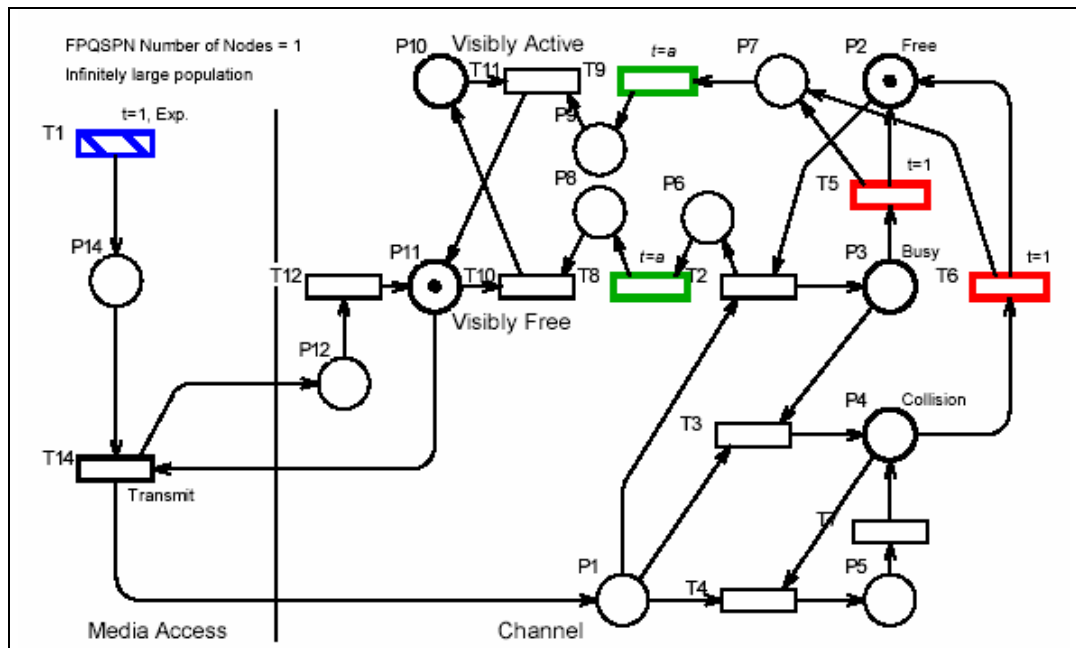 FPQSPN Number of Nodes = 1
Infinitely large population
P10
Visibly Active
T11
T9
t=a
P7
P2
Free
t=1, Exp.
T1
P9
t=1
T5
P8
P6
P14
P11
T12
T10
T8
t=a
T2
P3
Busy
t=1
T6
Visibly Free
P12
T3
P4
Collision
T14
Transmit
T7
P1
T4
P5
Media Access
Channel